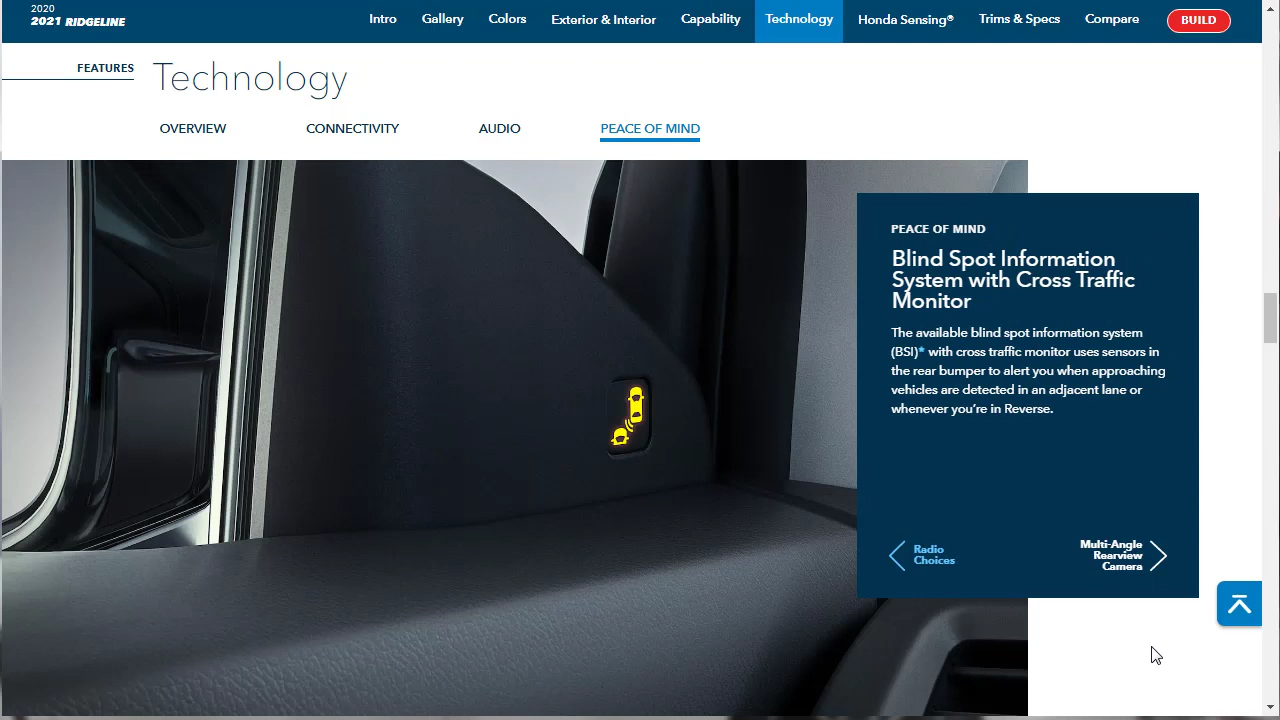 2020
2021 RIDGELINE
Intro
Gallery
Colors
Exterior & Interior
Capability
Technology
Honda Sensing®
Trims & Specs
Compare
BUILD
FEATURES
Technology
OVERVIEW
CONNECTIVITY
AUDIO
PEACE OF MIND
PEACE OF MIND
Blind Spot Information
System with Cross Traffic
Monitor
The available blind spot information system
(BSI)* with cross traffic monitor uses sensors in
the rear bumper to alert you when approaching
vehicles are detected in an adjacent lane or
whenever you’re in Reverse.
Radio
Choices
Multi-Angle
Rearview
Camera